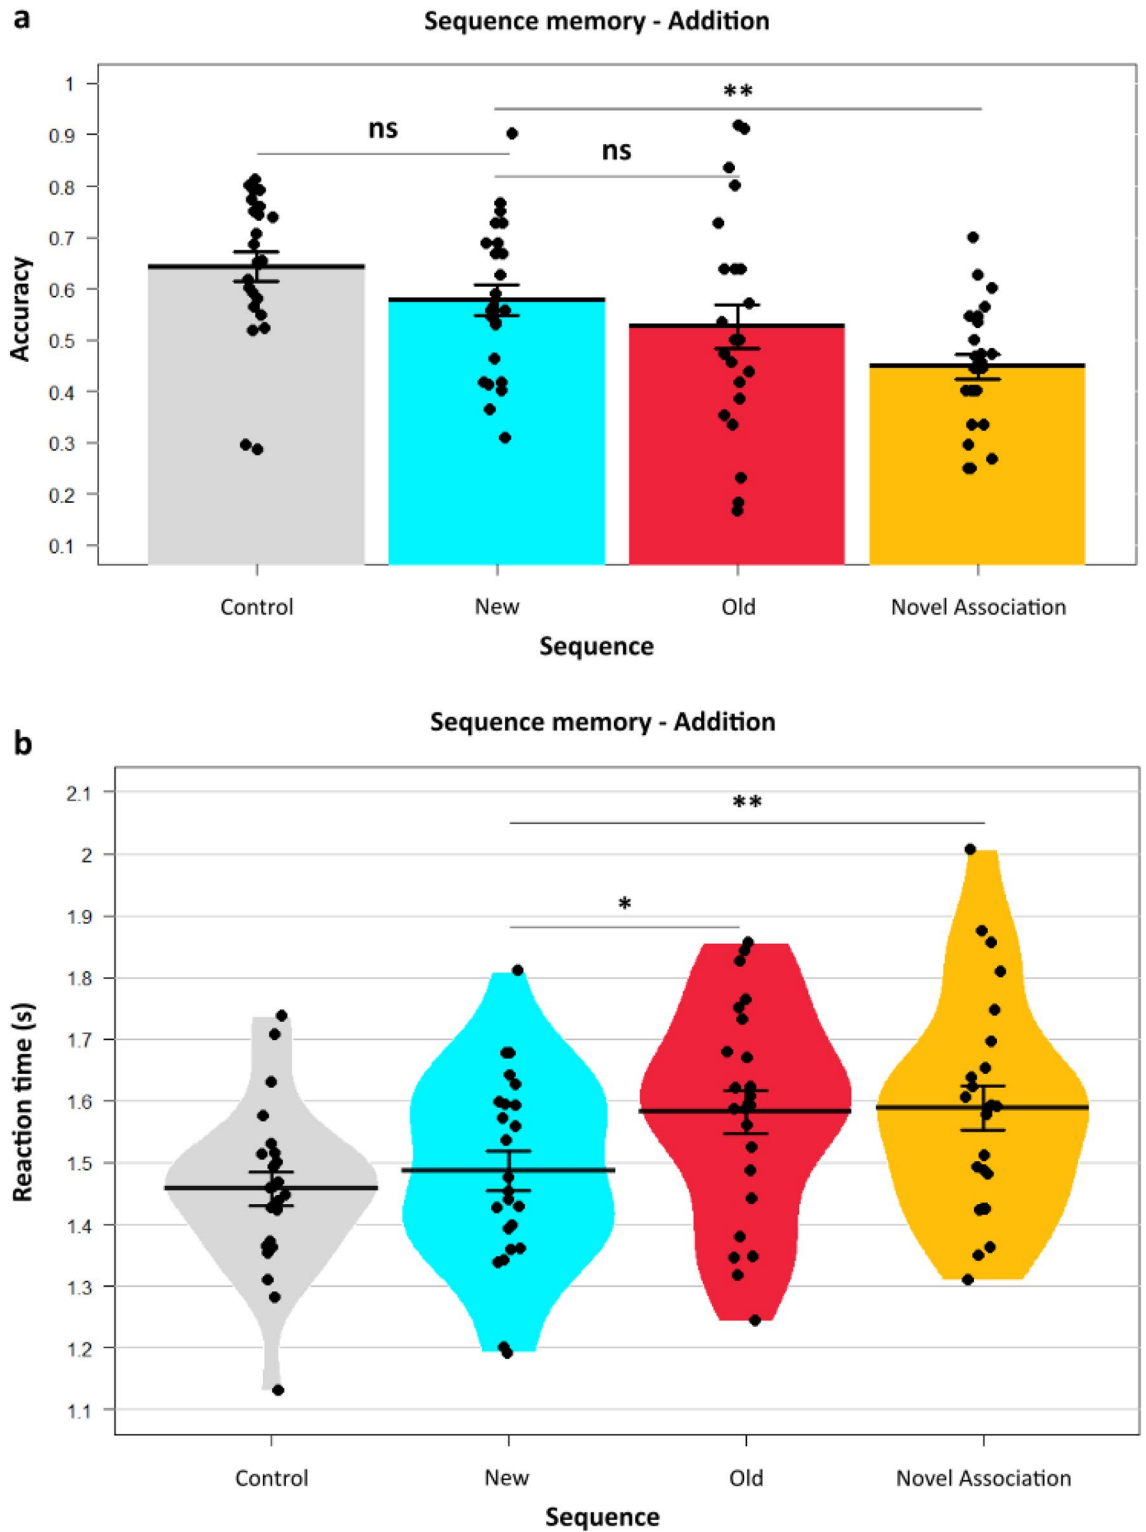 a
Sequence memory - Addition
**
ns
ns
Accuracy
1
0.9
0.8
0.7
0.6
0.5
0.4
0.3
0.2
0.1
Control New Old Novel Association
Sequence
b
Sequence memory - Addition
**
*
Reaction time (s)
2.1
2
1.9
1.8
1.7
1.6
1.5
1.4
1.3
1.2
1.1
Control New Old Novel Association
Sequence